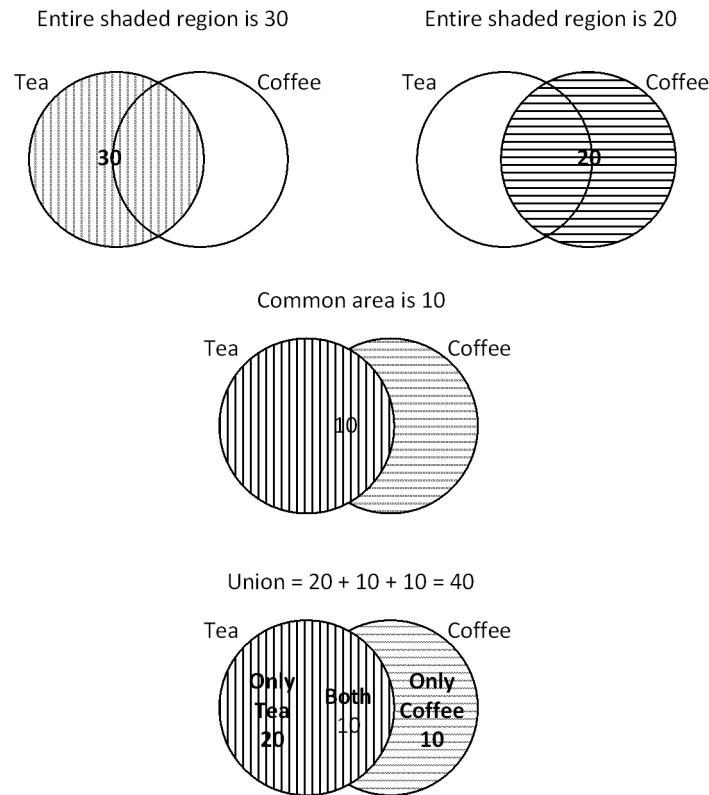 Entire shaded region is 30
Entire shaded region is 20
Tea
Coffee
30
Tea
Coffee
20
Common area is 10
Tea
Coffee
10
Union = 20 + 10 + 10 = 40
Tea
Coffee
Only
Tea
20
Both
10
Only
Coffee
10